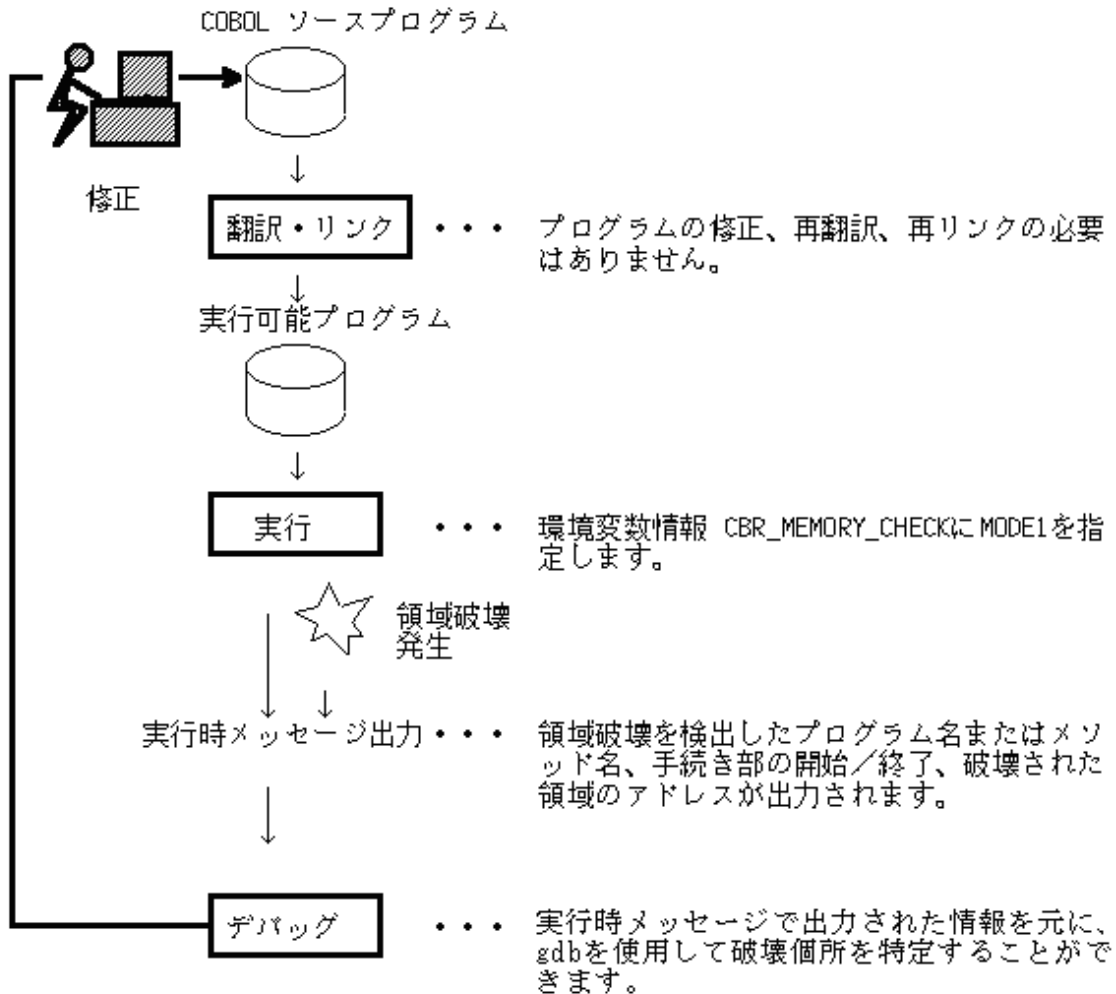 COBOL ソースプログラム
修正
翻訳・リンク ・・・ プログラムの修正、再翻訳、再リンクの必要
はありません。
実行可能プログラム
実行 ・・・ 環境変数情報 CBR_MEMORY_CHECKにMODE1を指
定します。
領域破壊
発生
実行時メッセージ出力・・・ 領域破壊を検出したプログラム名またはメソ
ッド名、手続き部の開始／終了、破壊された
領域のアドレスが出力されます。
デバッグ ・・・ 実行時メッセージで出力された情報を元に、
gdbを使用して破壊個所を特定することがで
きます。